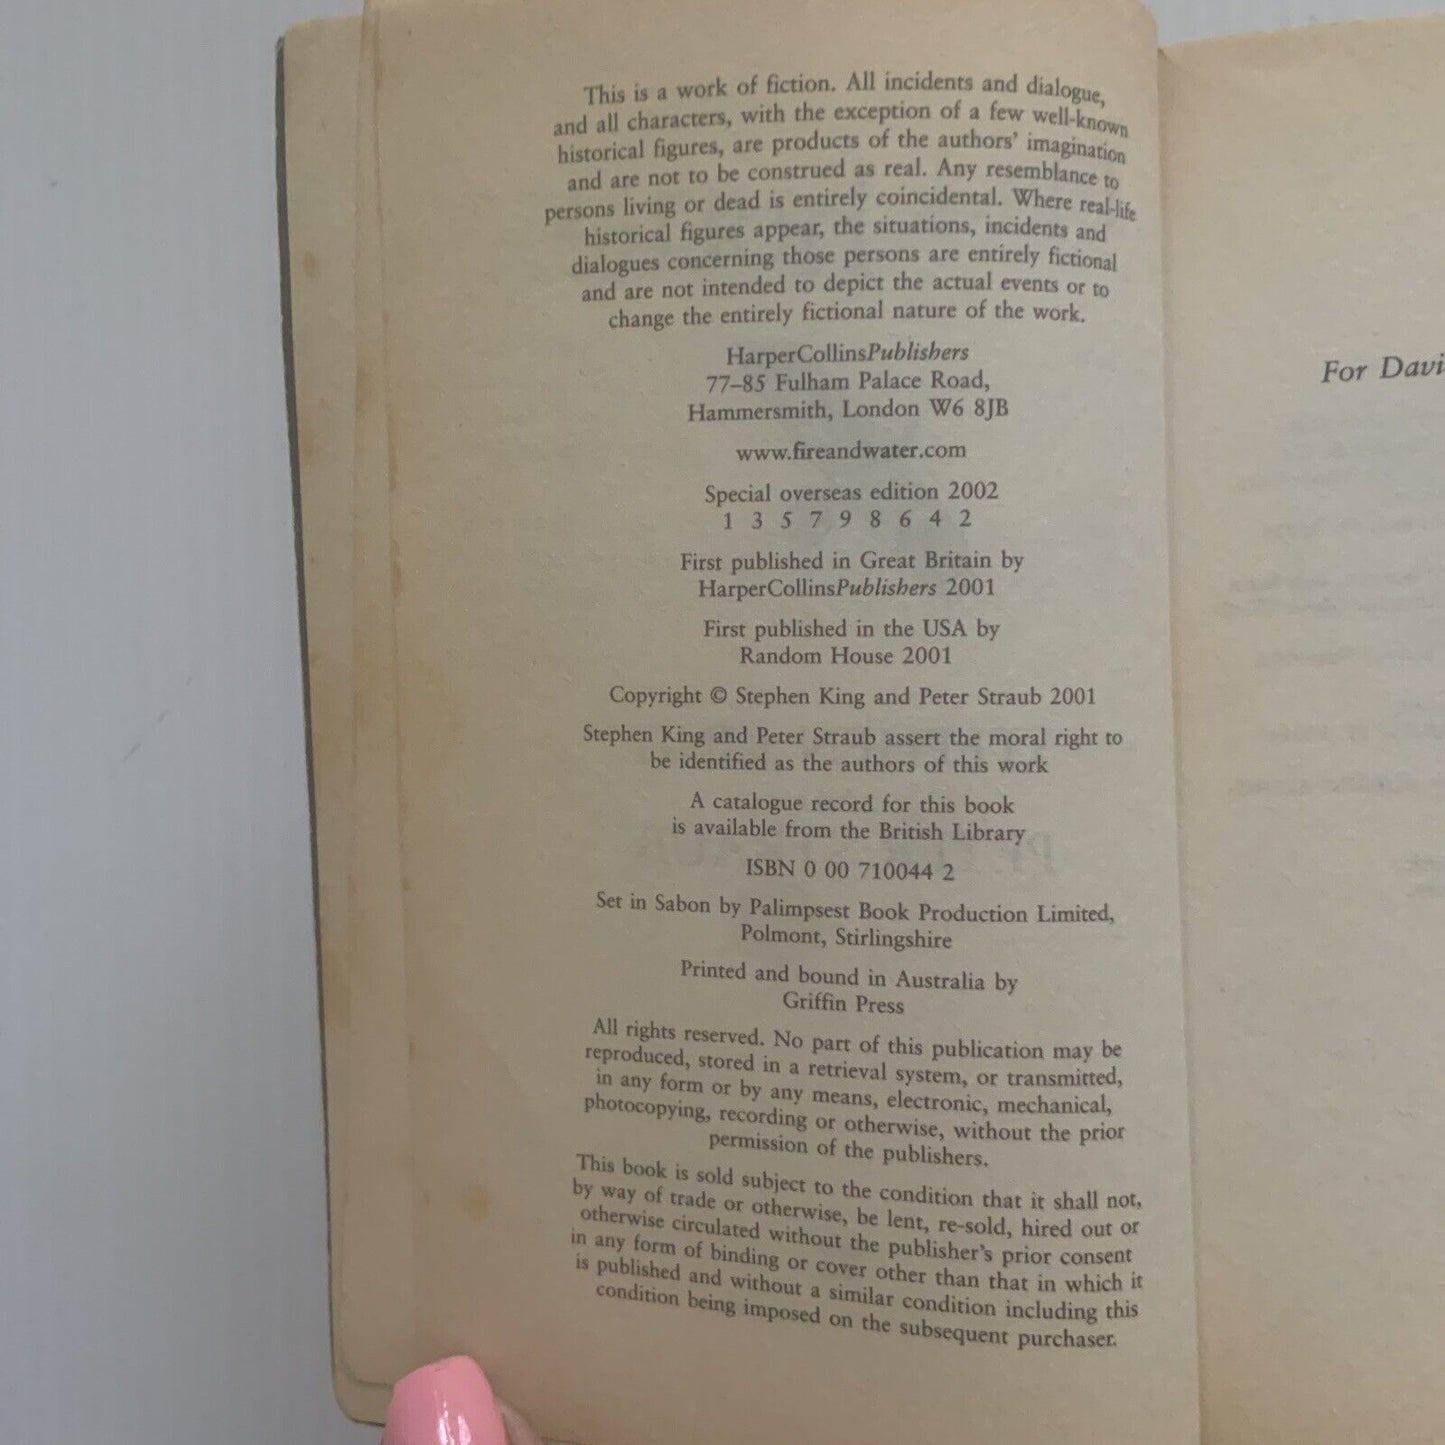 This is a work of fiction. All incidents and dialogue,
and all characters, with the exception of a few well-known
historical figures, are products of the authors' imagination
and are not to be construed as real. Any resemblance to
persons living or dead is entirely coincidental. Where real-life
historical figures appear, the situations, incidents and
dialogues concerning those persons are entirely fictional
and are not intended to depict the actual events or to
change the entirely fictional nature of the work.
HarperCollinsPublishers
77–85 Fulham Palace Road,
Hammersmith, London W6 8JB
www.fireandwater.com
Special overseas edition 2002
1 3 5 7 9 8 6 4 2
First published in Great Britain by
HarperCollinsPublishers 2001
First published in the USA by
Random House 2001
Copyright © Stephen King and Peter Straub 2001
Stephen King and Peter Straub assert the moral right to
be identified as the authors of this work
A catalogue record for this book
is available from the British Library
ISBN 0 00 710044 2
Set in Sabon by Palimpsest Book Production Limited,
Polmont, Stirlingshire
Printed and bound in Australia by
Griffin Press
All rights reserved. No part of this publication may be
reproduced, stored in a retrieval system, or transmitted,
in any form or by any means, electronic, mechanical,
photocopying, recording or otherwise, without the prior
permission of the publishers.
This book is sold subject to the condition that it shall not,
by way of trade or otherwise, be lent, re-sold, hired out or
otherwise circulated without the publisher's prior consent
in any form of binding or cover other than that in which it
is published and without a similar condition including this
condition being imposed on the subsequent purchaser.
For Davi